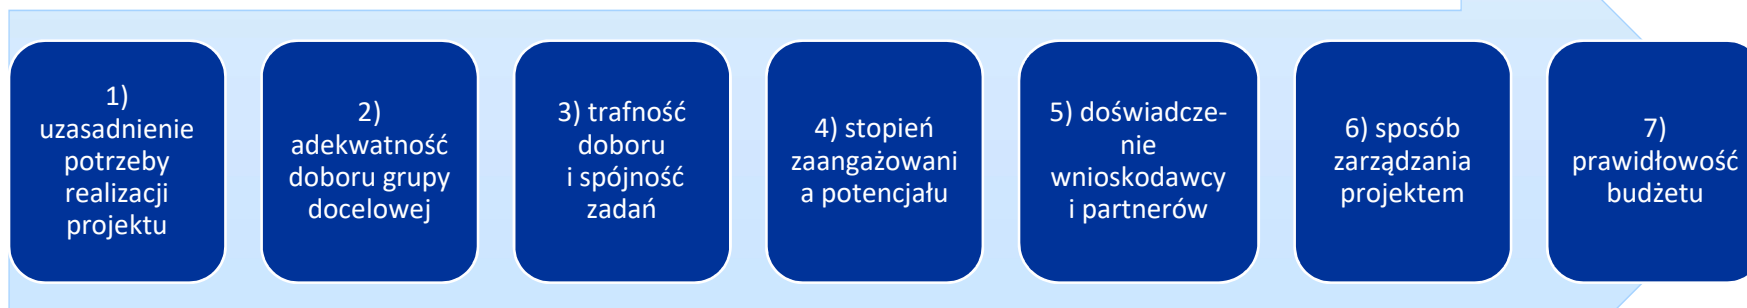 1)
uzasadnienie
potrzeby
realizacji
projektu
2)
adekwatność
doboru grupy
docelowej
3) trafność
doboru
i spójność
zadań
4) stopień
zaangażowani
a potencjału
5) doświadcze-
nie
wnioskodawcy
i partnerów
6) sposób
zarządzania
projektem
7)
prawidłowość
budżetu